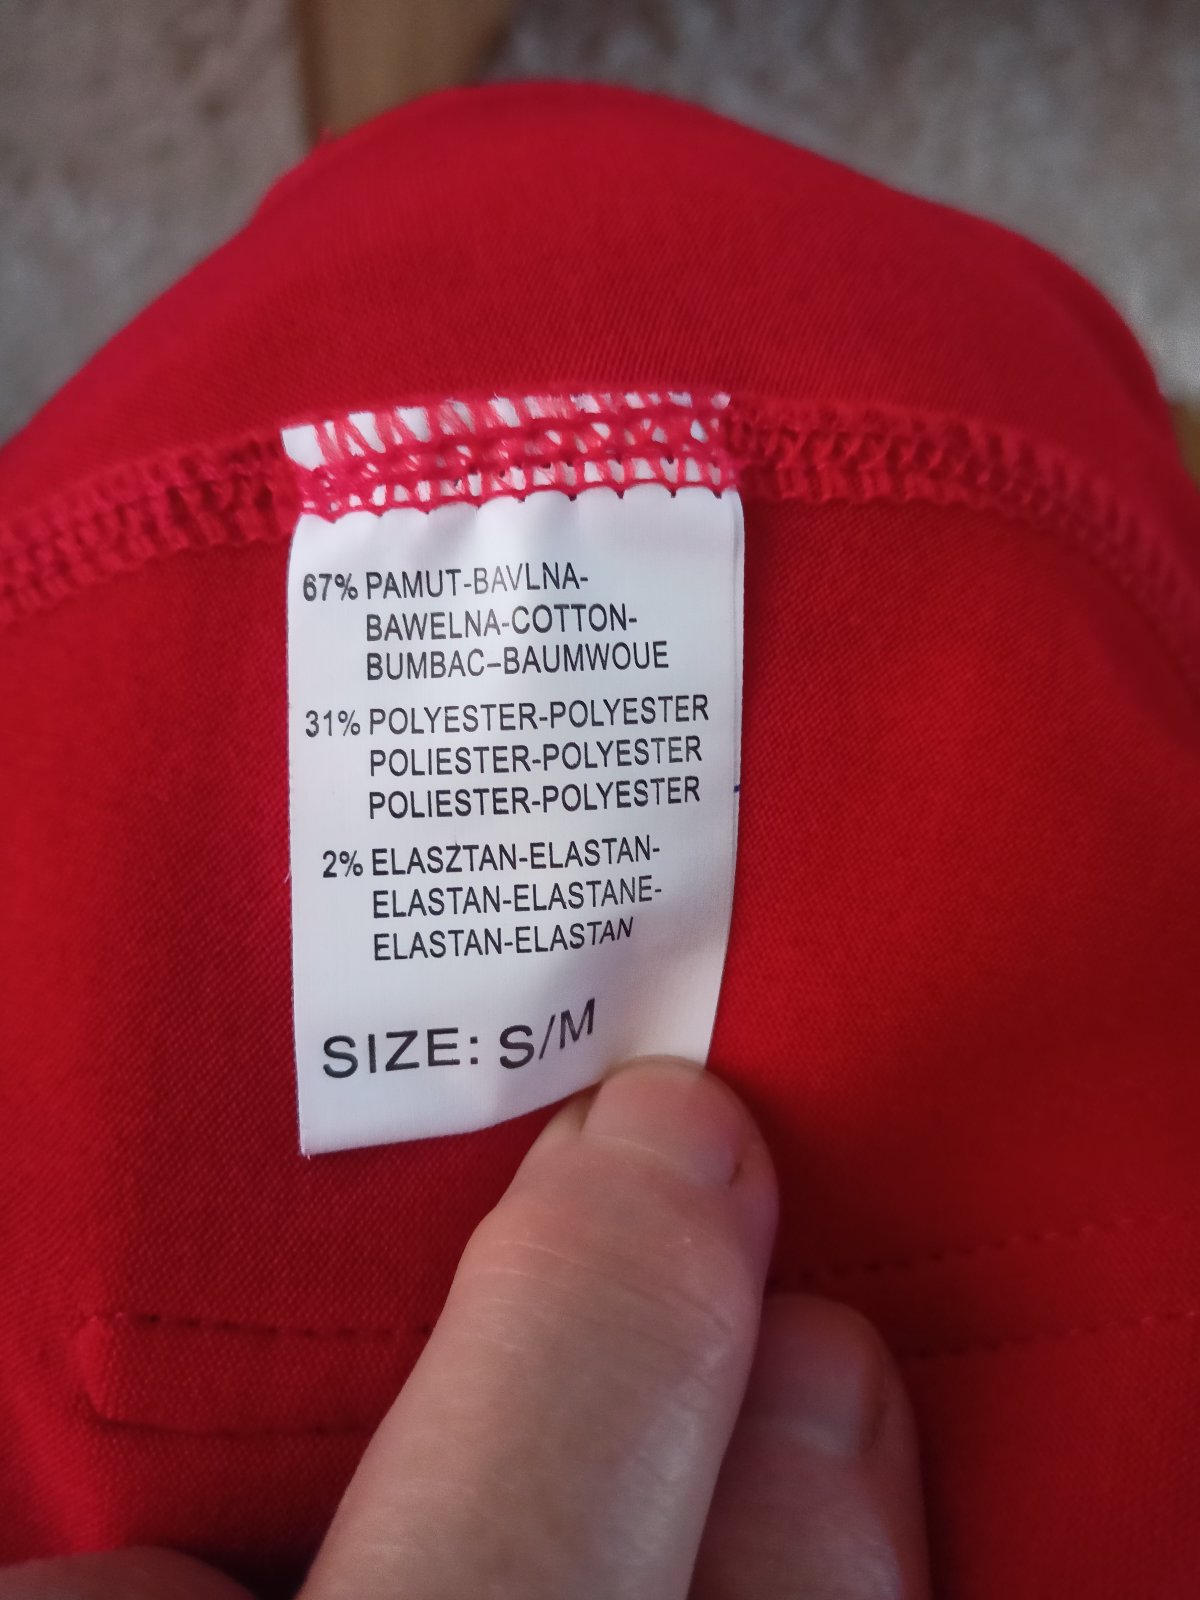 67% PAMUT-BAVLNA-
BAWELNA-COTTON-
BUMBAC-BAUMWOUE
31% POLYESTER-POLYESTER
POLIESTER-POLYESTER
POLIESTER-POLYESTER
2% ELASZTAN-ELASTAN-
ELASTAN-ELASTANE-
ELASTAN-ELASTAN
SIZE: S/M